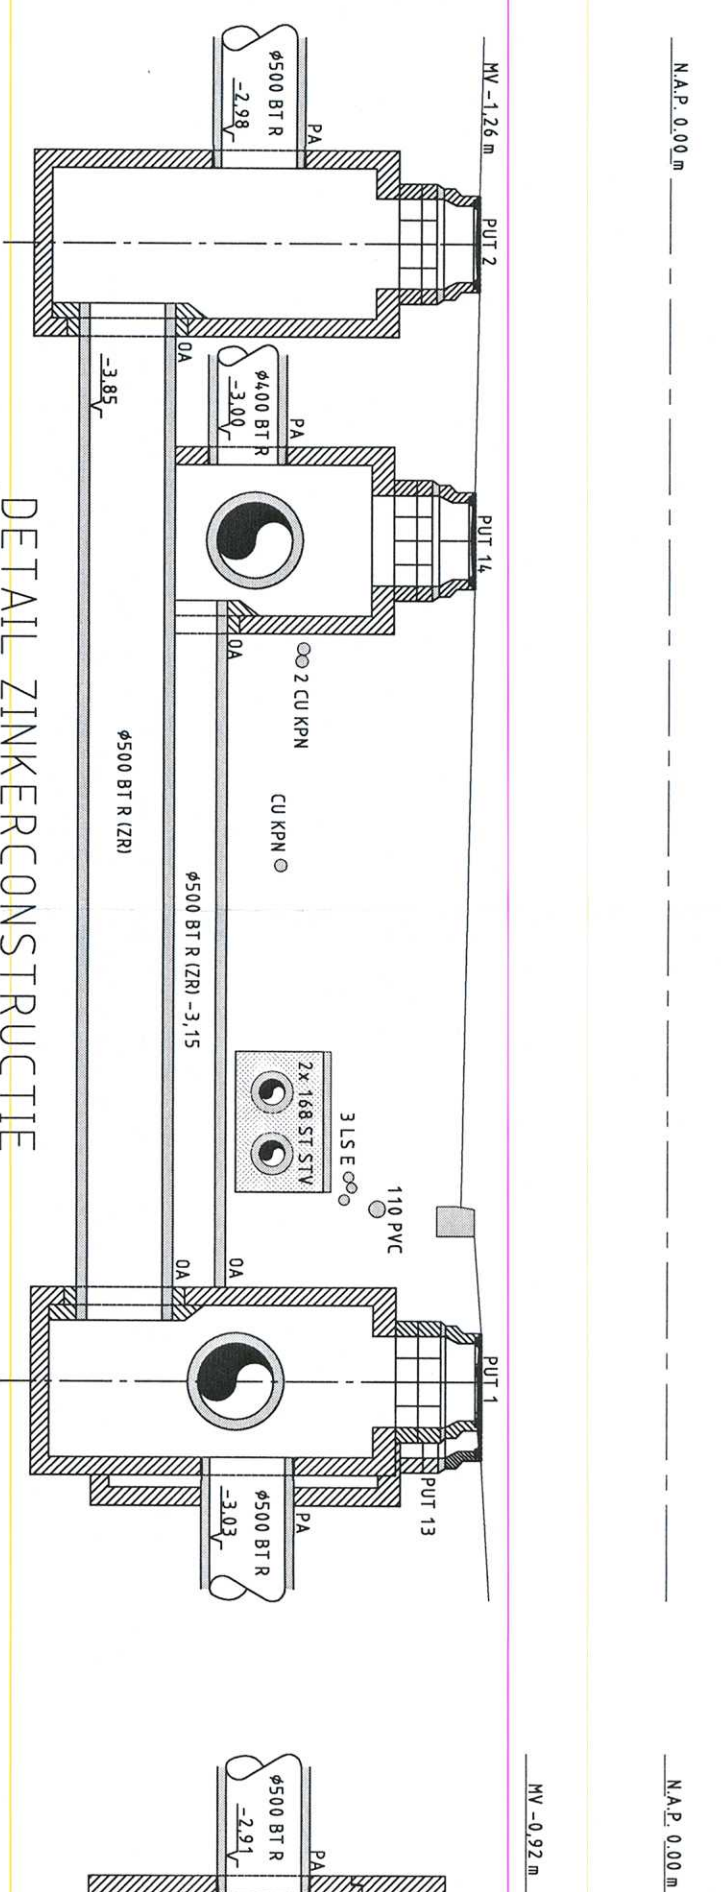 N.A.P. 0.00 m
MV -1,26 m
PUT 2
PUT 14
PUT 1
PUT 13
PA
ø500 BT R
-2,98
OA
-3,85
PA
ø400 BT R
-3,00
OA
2 CU KPN
CU KPN
ø500 BT R (ZR)
ø500 BT R (ZR) -3,15
2x 168 ST STV
3 LS E
110 PVC
OA
OA
PA
ø500 BT R
-3,03
DETAIL ZINKERCONSTRUCTIE
N.A.P. 0.00 m
MV -0,92 m
PA
ø500 BT R
-2,91